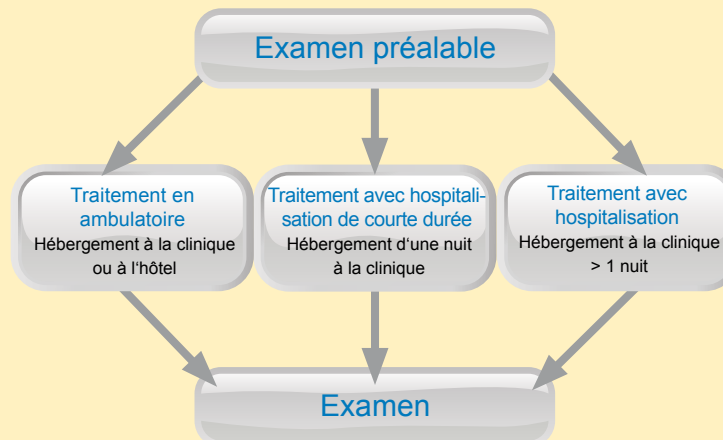 Examen préalable
Traitement en
ambulatoire
Hébergement à la clinique
ou à l‘hôtel
Traitement avec hospitali-
sation de courte durée
Hébergement d‘une nuit
à la clinique
Traitement avec
hospitalisation
Hébergement à la clinique
> 1 nuit
Examen